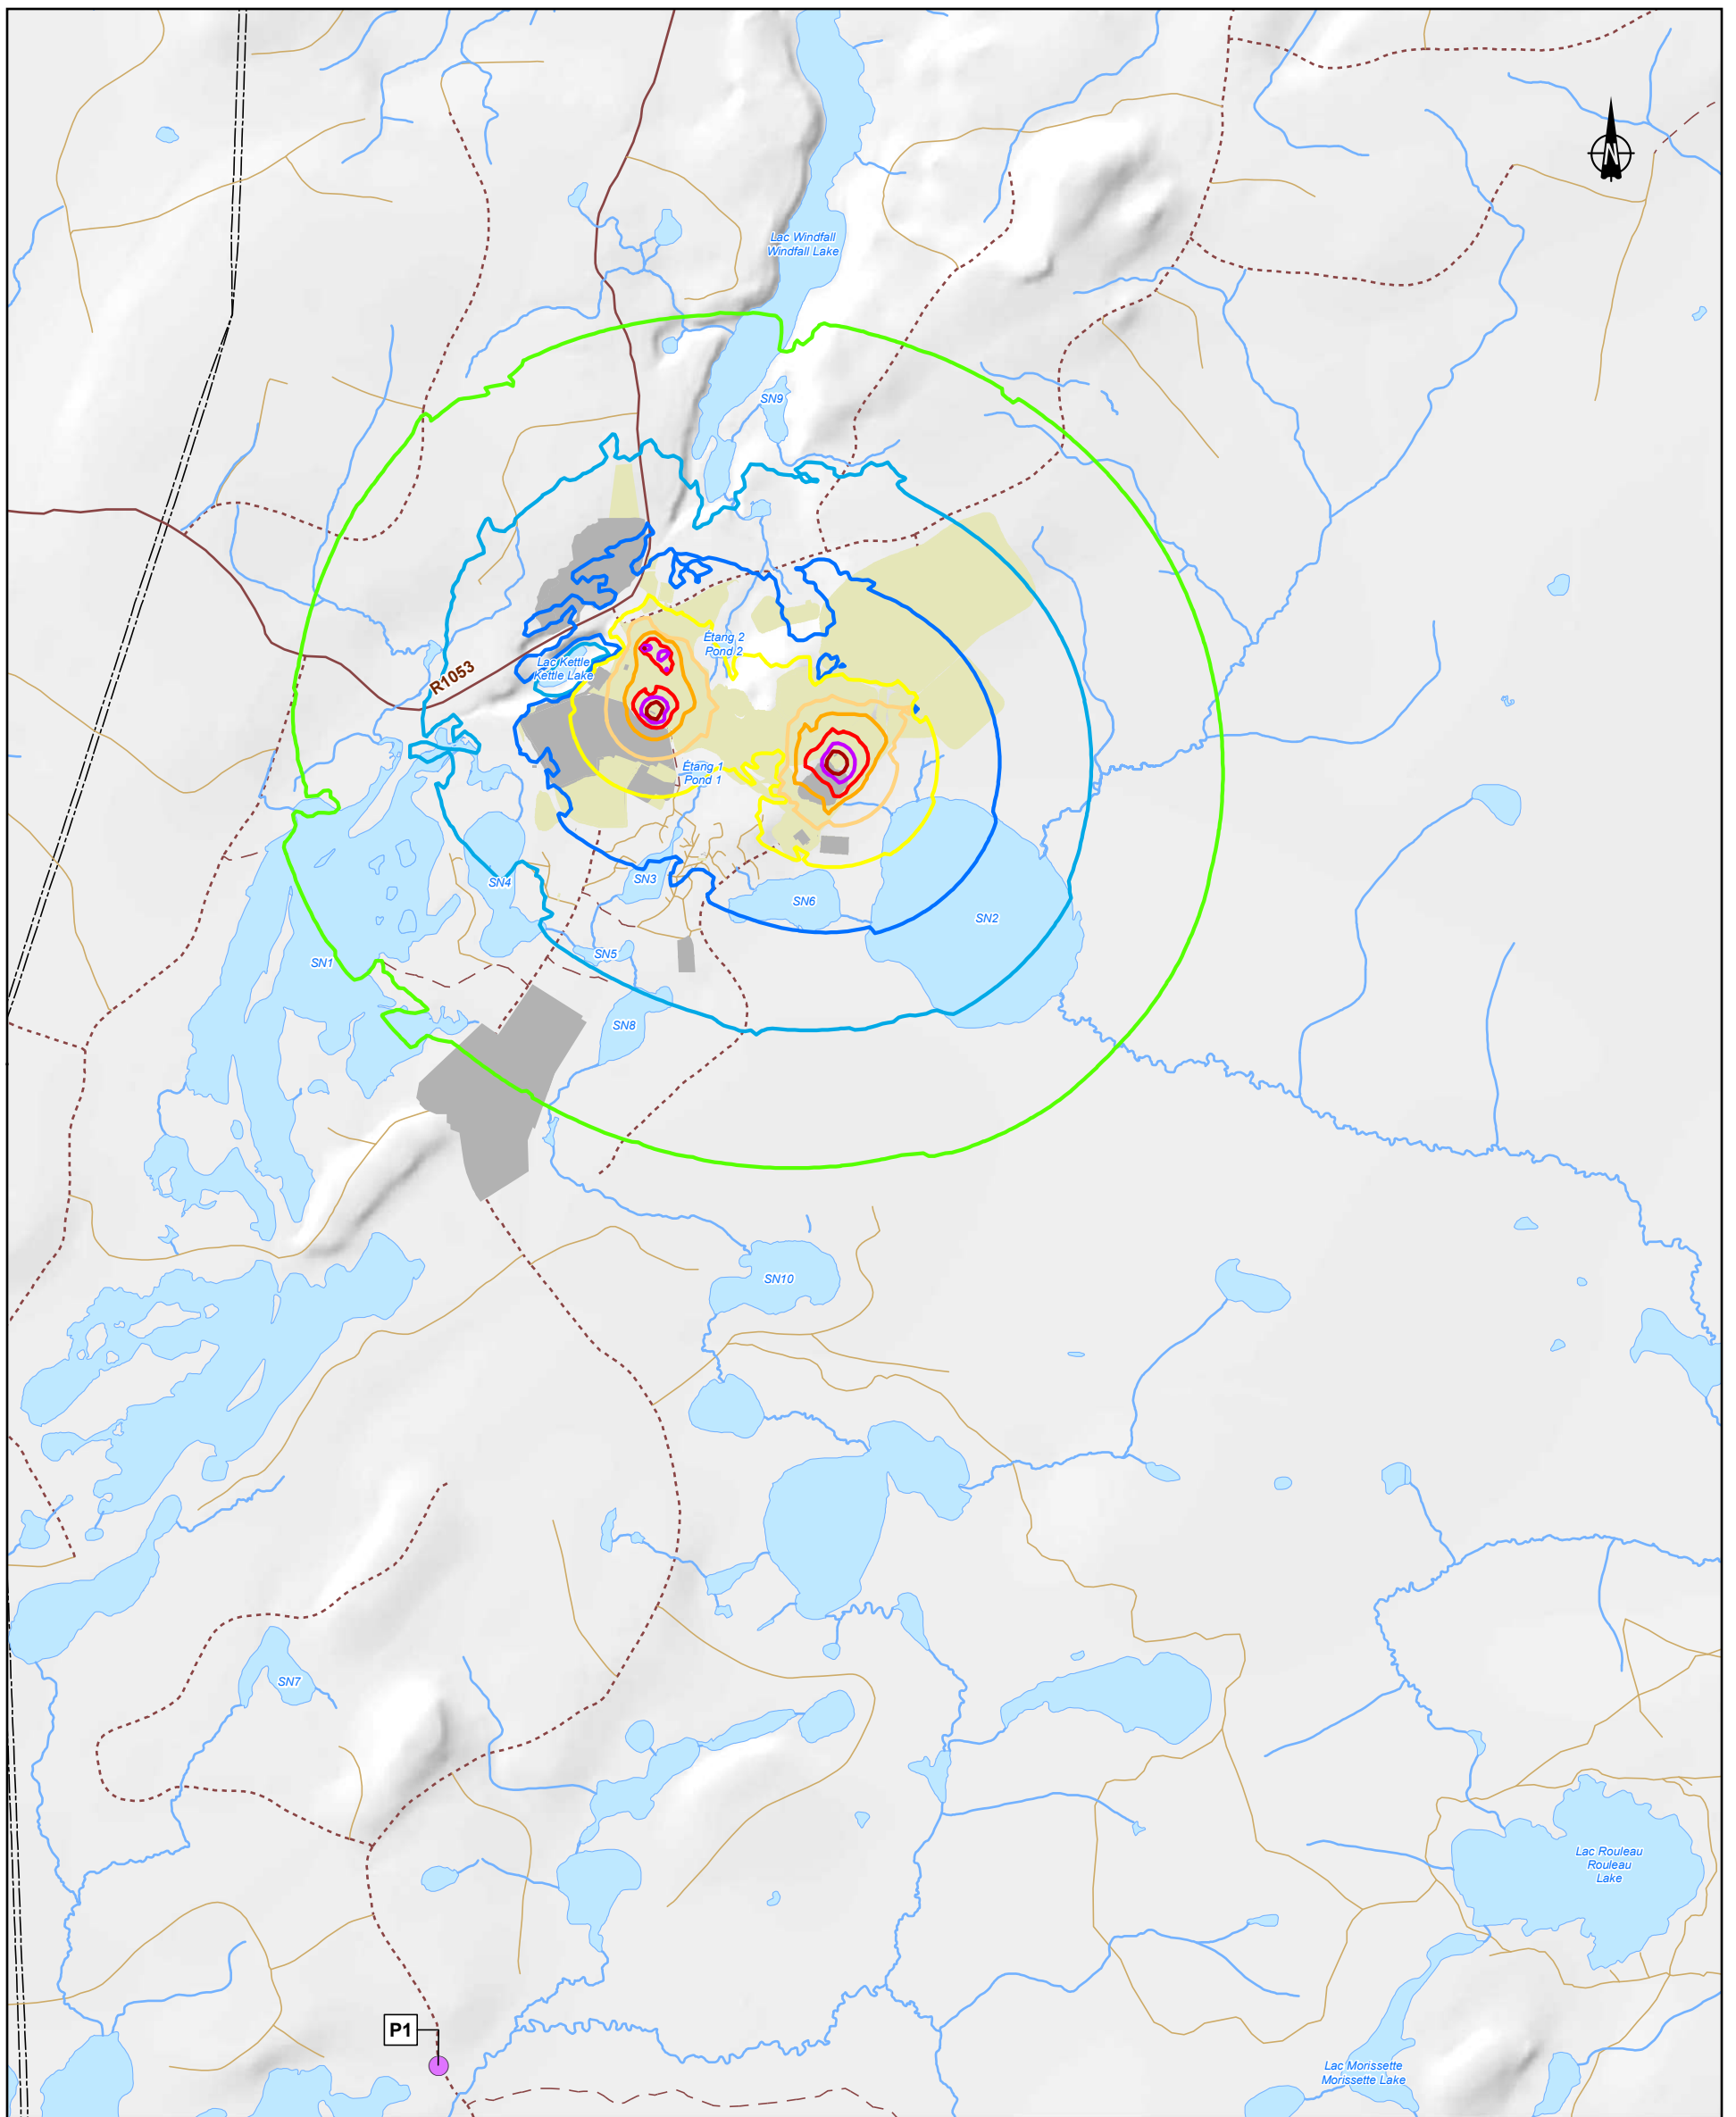 N
Lac Windfall
Windfall Lake
SN9
Étang 2
Pond 2
Lac Kettle
Kettle Lake
R1053
Étang 1
Pond 1
SN4
SN3
SN6
SN2
SN5
SN1
SN8
SN10
SN7
Lac Rouleau
Rouleau
Lake
P1
Lac Morissette
Morissette Lake